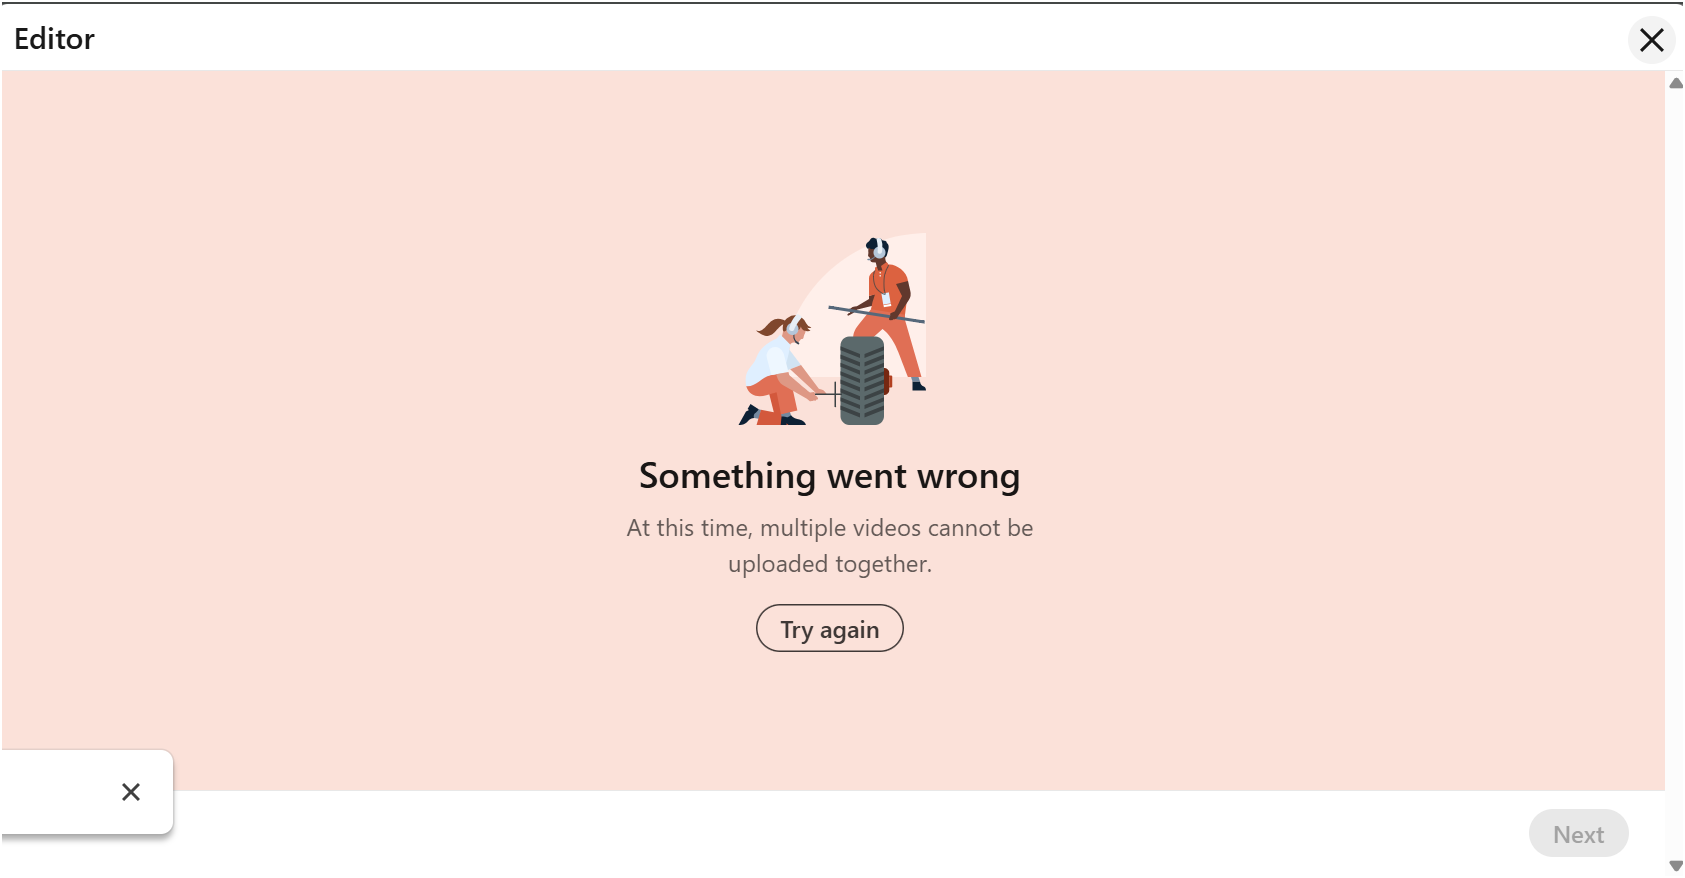 Editor
Something went wrong
At this time, multiple videos cannot be
uploaded together.
Try again
Next